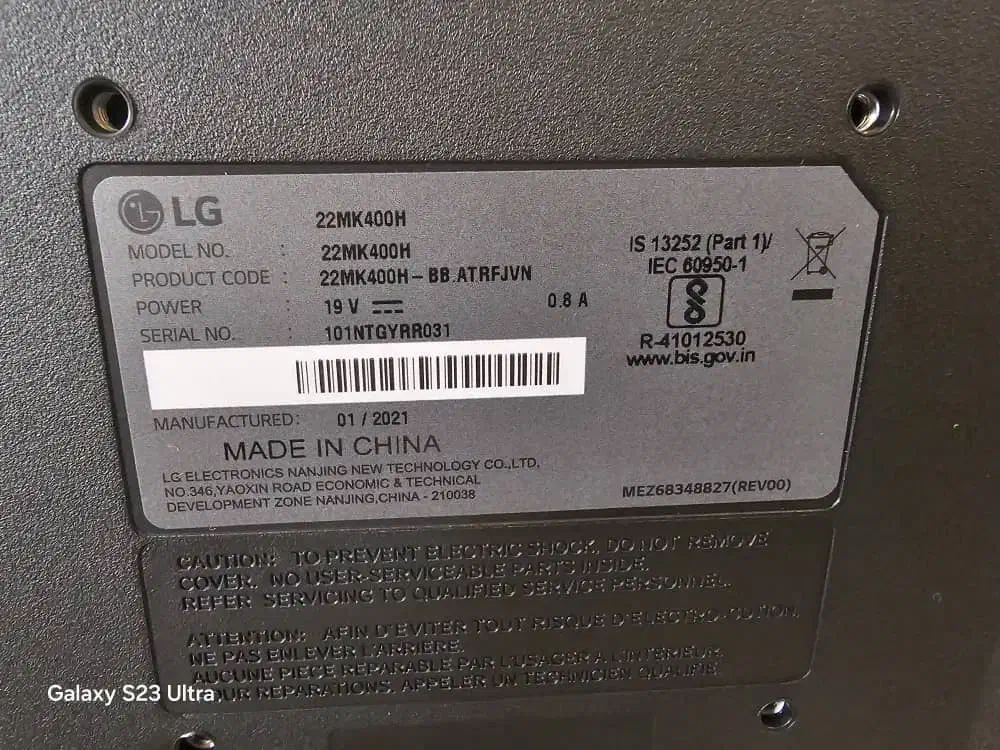 LG 22MK400H
MODEL NO. : 22MK400H
PRODUCT CODE : 22MK400H-BB.ATRFJVN
POWER : 19 V 0.8 A
SERIAL NO. : 101NTGYRR031
MANUFACTURED: 01 / 2021
MADE IN CHINA
LG ELECTRONICS NANJING NEW TECHNOLOGY CO.,LTD,
NO.346,YAOXIN ROAD ECONOMIC & TECHNICAL
DEVELOPMENT ZONE NANJING,CHINA - 210038
IS 13252 (Part 1)/
IEC 60950-1
R-41012530
www.bis.gov.in
MEZ68348827(REV00)
CAUTION: TO PREVENT ELECTRIC SHOCK, DO NOT REMOVE
COVER. NO USER-SERVICEABLE PARTS INSIDE.
REFER SERVICING TO QUALIFIED SERVICE PERSONNEL.
ATTENTION: AFIN D'EVITER TOUT RISQUE D'ELECTRO-CUTION,
NE PAS ENLEVER L'ARRIERE.
AUCUNE PIECE REPARABLE PAR L'USAGER A L'INTERIEUR.
POUR REPARATIONS, APPELER UN TECHNICIEN QUALIFIE.
Galaxy S23 Ultra